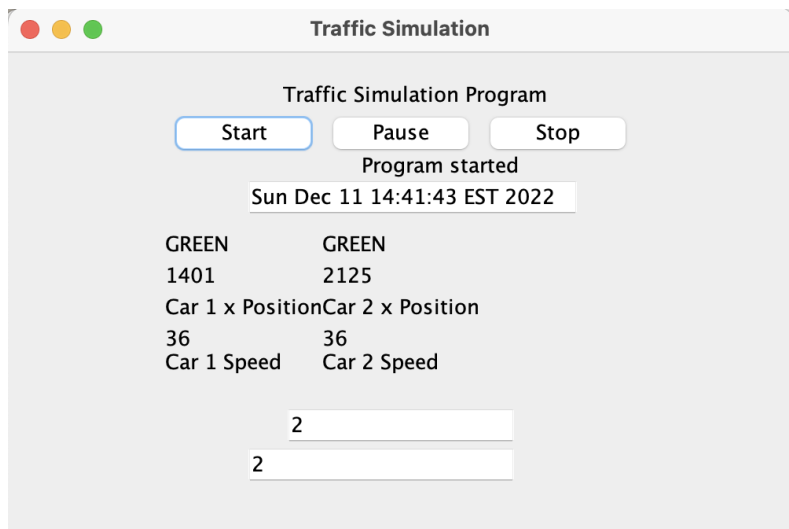 Traffic Simulation
Traffic Simulation Program
Start Pause Stop
Program started
Sun Dec 11 14:41:43 EST 2022
GREEN GREEN
1401 2125
Car 1 x Position Car 2 x Position
36 36
Car 1 Speed Car 2 Speed
2
2